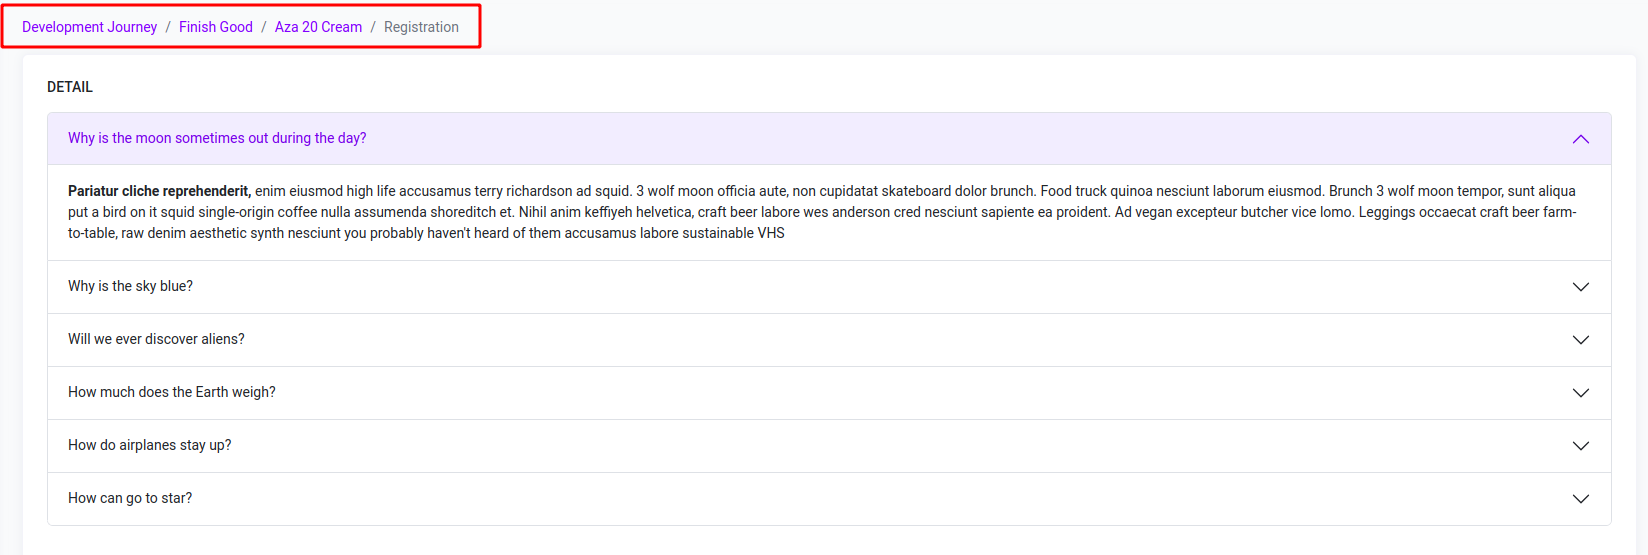 Development Journey / Finish Good / Aza 20 Cream / Registration
DETAIL
Why is the moon sometimes out during the day?
Pariatur cliche reprehenderit, enim eiusmod high life accusamus terry richardson ad squid. 3 wolf moon officia aute, non cupidatat skateboard dolor brunch. Food truck quinoa nesciunt laborum eiusmod. Brunch 3 wolf moon tempor, sunt aliqua
put a bird on it squid single-origin coffee nulla assumenda shoreditch et. Nihil anim keffiyeh helvetica, craft beer labore wes anderson cred nesciunt sapiente ea proident. Ad vegan excepteur butcher vice lomo. Leggings occaecat craft beer farm-
to-table, raw denim aesthetic synth nesciunt you probably haven't heard of them accusamus labore sustainable VHS
Why is the sky blue?
Will we ever discover aliens?
How much does the Earth weigh?
How do airplanes stay up?
How can go to star?